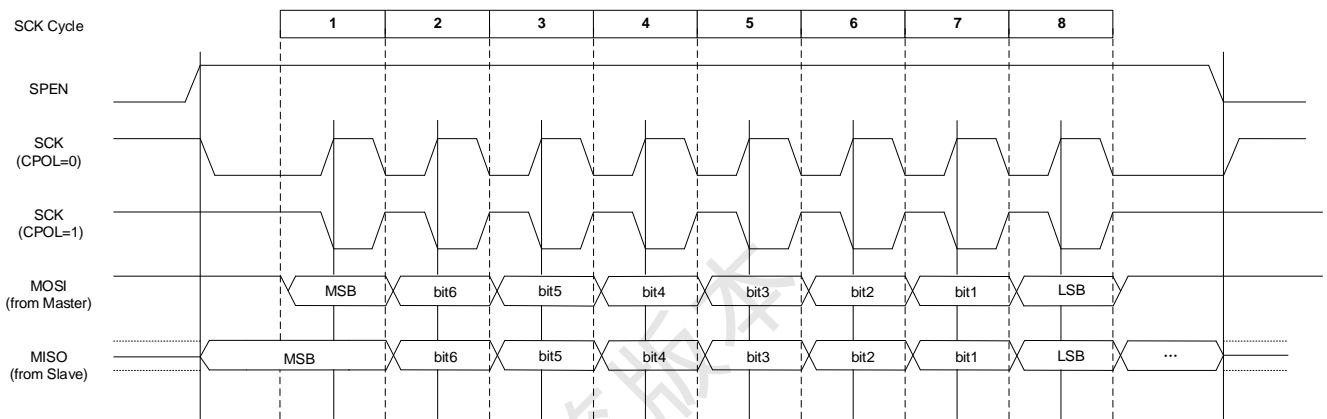 SCK Cycle 1 2 3 4 5 6 7 8
SPEN
SCK
(CPOL=0)
SCK
(CPOL=1)
MOSI
(from Master)
MSB bit6 bit5 bit4 bit3 bit2 bit1 LSB
MISO
(from Slave)
MSB bit6 bit5 bit4 bit3 bit2 bit1 LSB ...
版本